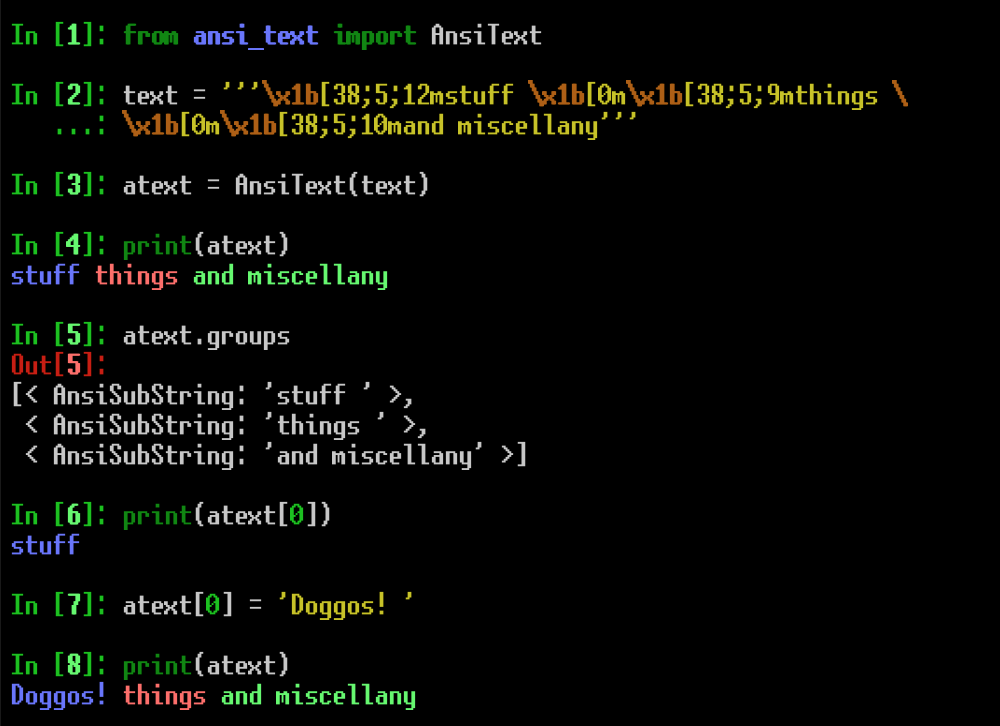 In [1]: from ansi_text import AnsiText
In [2]: text = '''\x1b[38;5;12mstuff \x1b[0m\x1b[38;5;9mthings \
   ...: \x1b[0m\x1b[38;5;10mand miscellany'''
In [3]: atext = AnsiText(text)
In [4]: print(atext)
stuff things and miscellany
In [5]: atext.groups
Out[5]:
[< AnsiSubString: 'stuff ' >,
 < AnsiSubString: 'things ' >,
 < AnsiSubString: 'and miscellany' >]
In [6]: print(atext[0])
stuff
In [7]: atext[0] = 'Doggos! '
In [8]: print(atext)
Doggos! things and miscellany